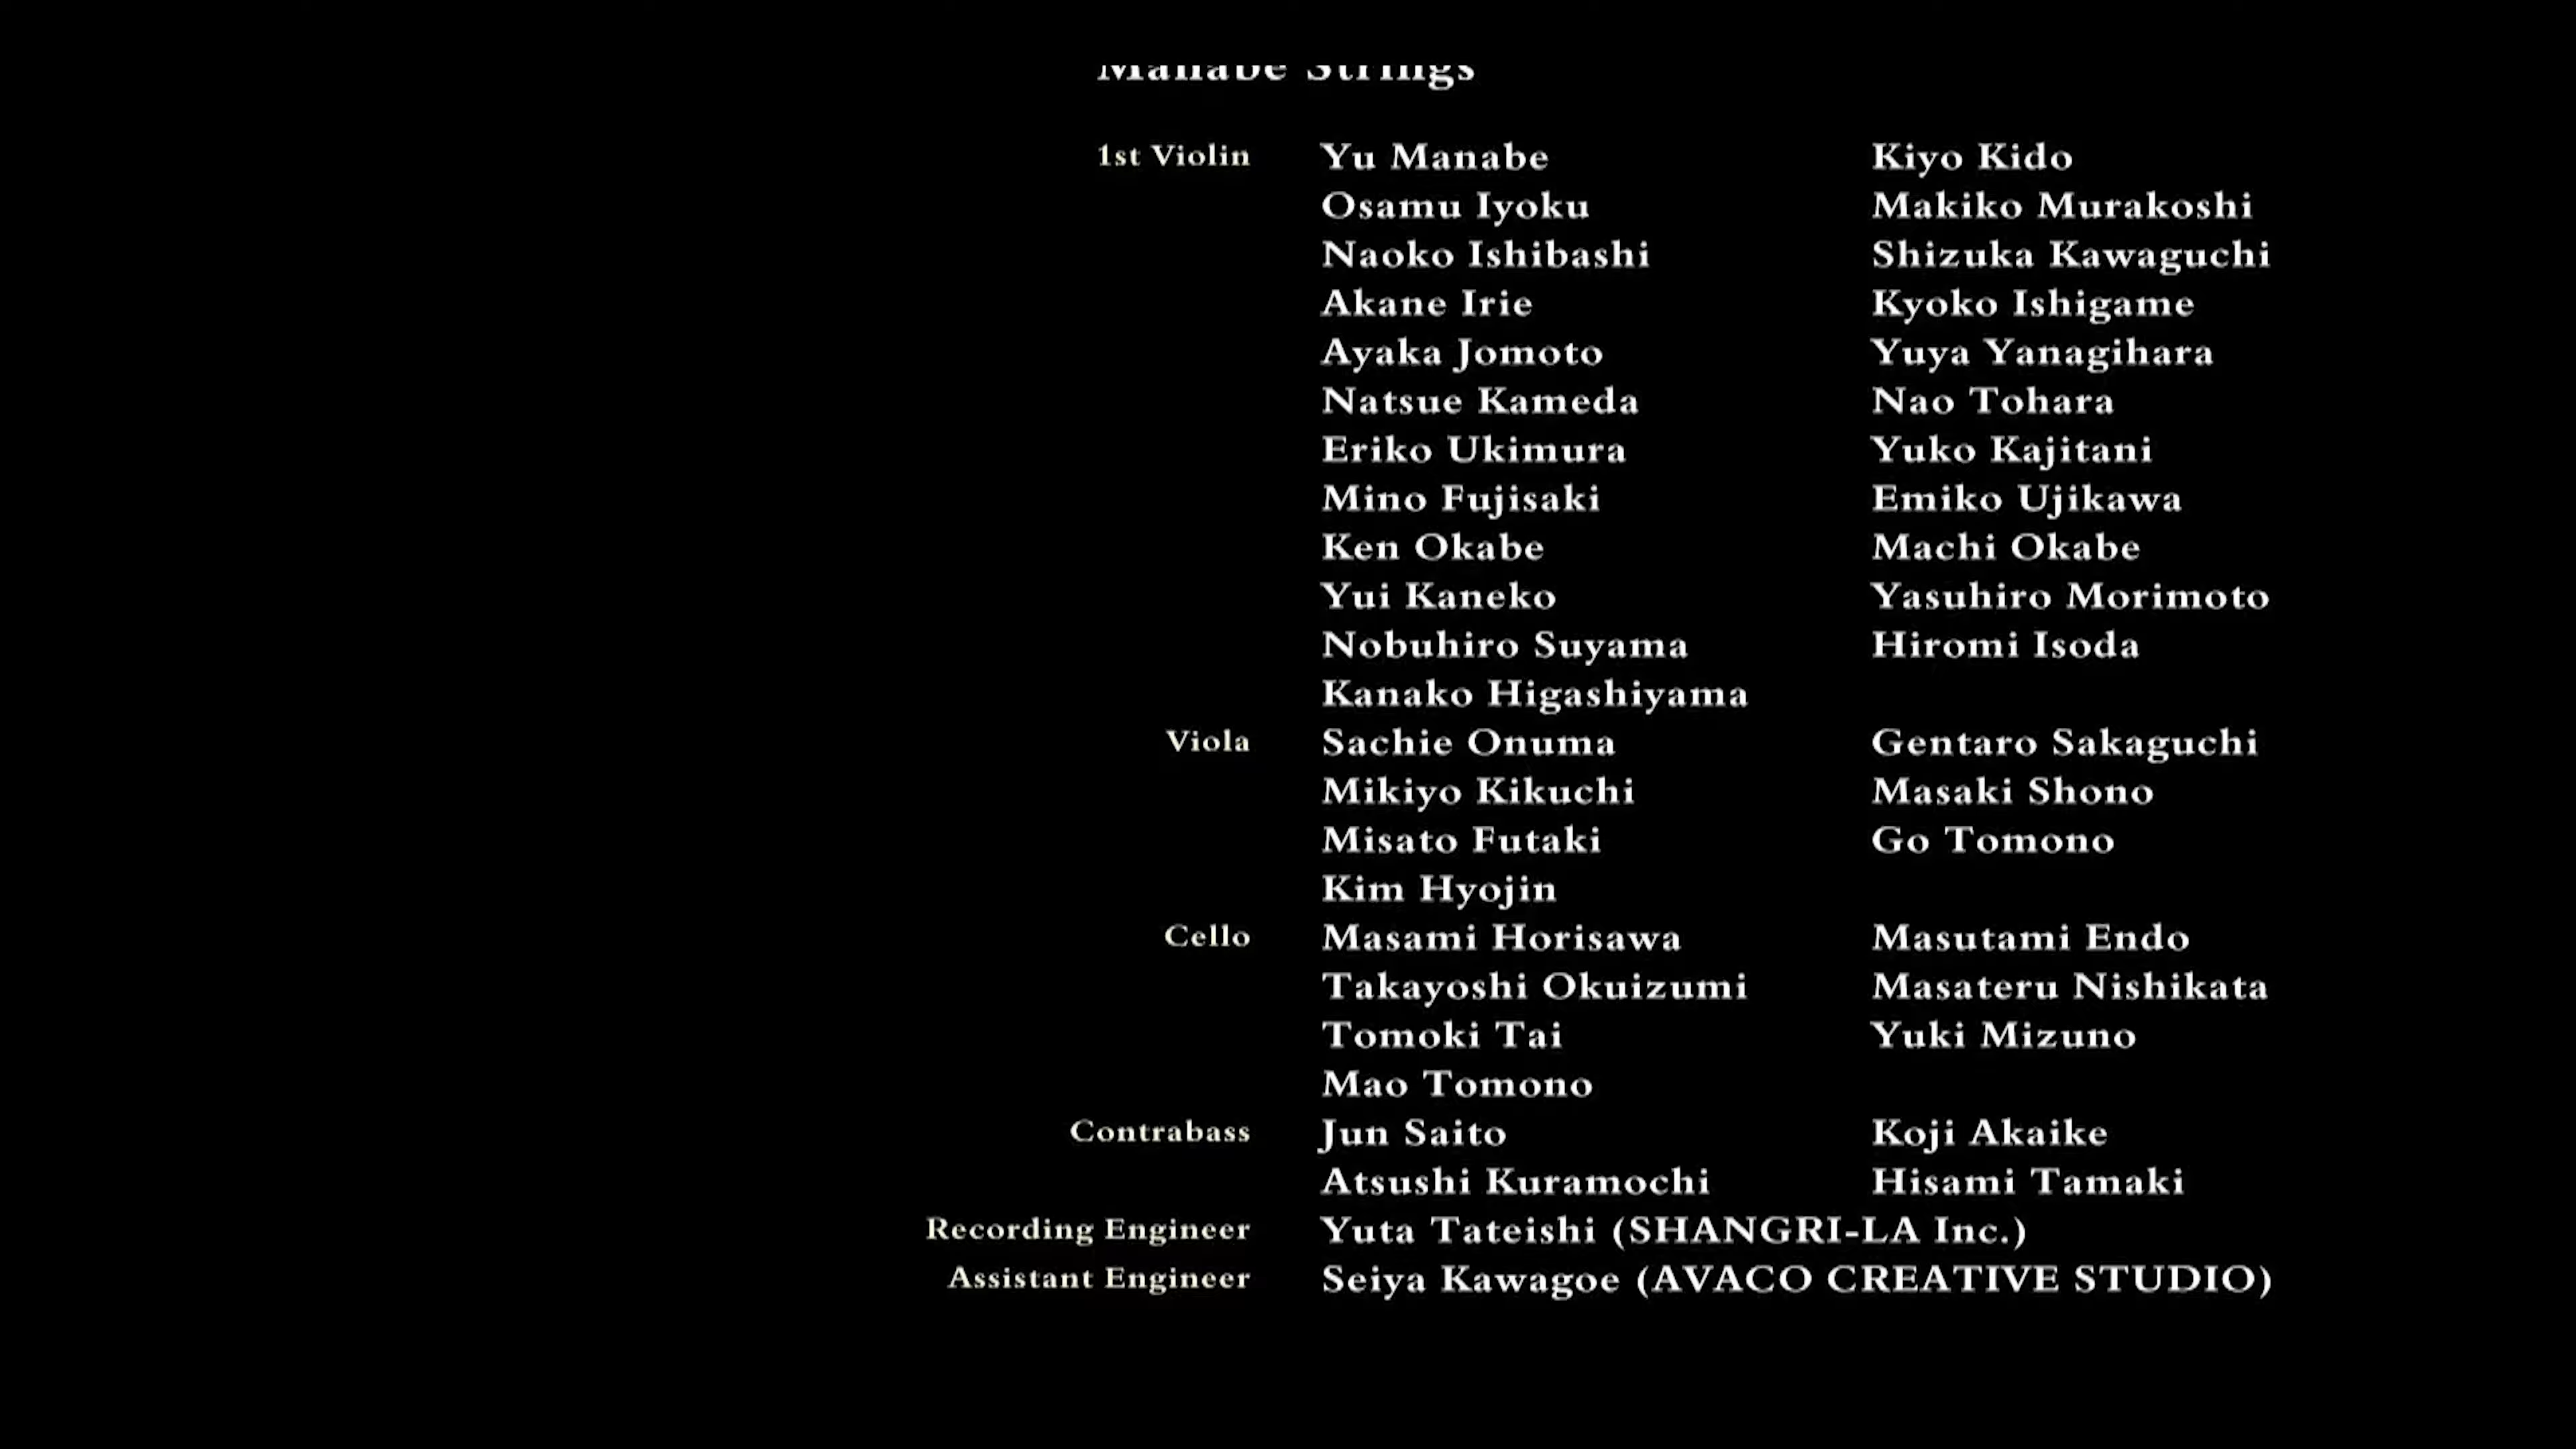 Manabe Strings
1st Violin Yu Manabe Kiyo Kido
Osamu Iyoku Makiko Murakoshi
Naoko Ishibashi Shizuka Kawaguchi
Akane Irie Kyoko Ishigame
Ayaka Jomoto Yuya Yanagihara
Natsue Kameda Nao Tohara
Eriko Ukimura Yuko Kajitani
Mino Fujisaki Emiko Ujikawa
Ken Okabe Machi Okabe
Yui Kaneko Yasuhiro Morimoto
Nobuhiro Suyama Hiromi Isoda
Kanako Higashiyama
Viola Sachie Onuma Gentaro Sakaguchi
Mikiyo Kikuchi Masaki Shono
Misato Futaki Go Tomono
Kim Hyojin
Cello Masami Horisawa Masutami Endo
Takayoshi Okuizumi Masateru Nishikata
Tomoki Tai Yuki Mizuno
Mao Tomono
Contrabass Jun Saito Koji Akaike
Atsushi Kuramochi Hisami Tamaki
Recording Engineer Yuta Tateishi (SHANGRI-LA Inc.)
Assistant Engineer Seiya Kawagoe (AVACO CREATIVE STUDIO)